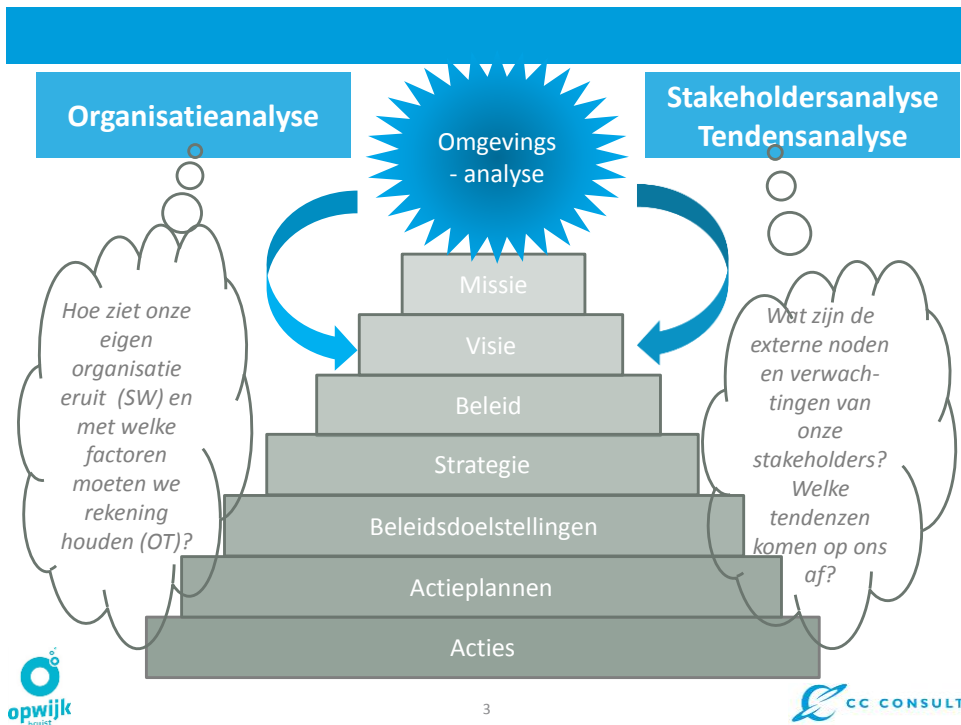 Organisatieanalyse
Omgevings
- analyse
Stakeholdersanalyse
Tendensanalyse
Hoe ziet onze
eigen
organisatie
eruit (SW) en
met welke
factoren
moeten we
rekening
houden (OT)?
Missie
Visie
Beleid
Strategie
Beleidsdoelstellingen
Actieplannen
Acties
Wat zijn de
externe noden
en verwach-
tingen van
onze
stakeholders?
Welke
tendenzen
komen op ons
af?
opwijk
bruist
3
CC CONSULT